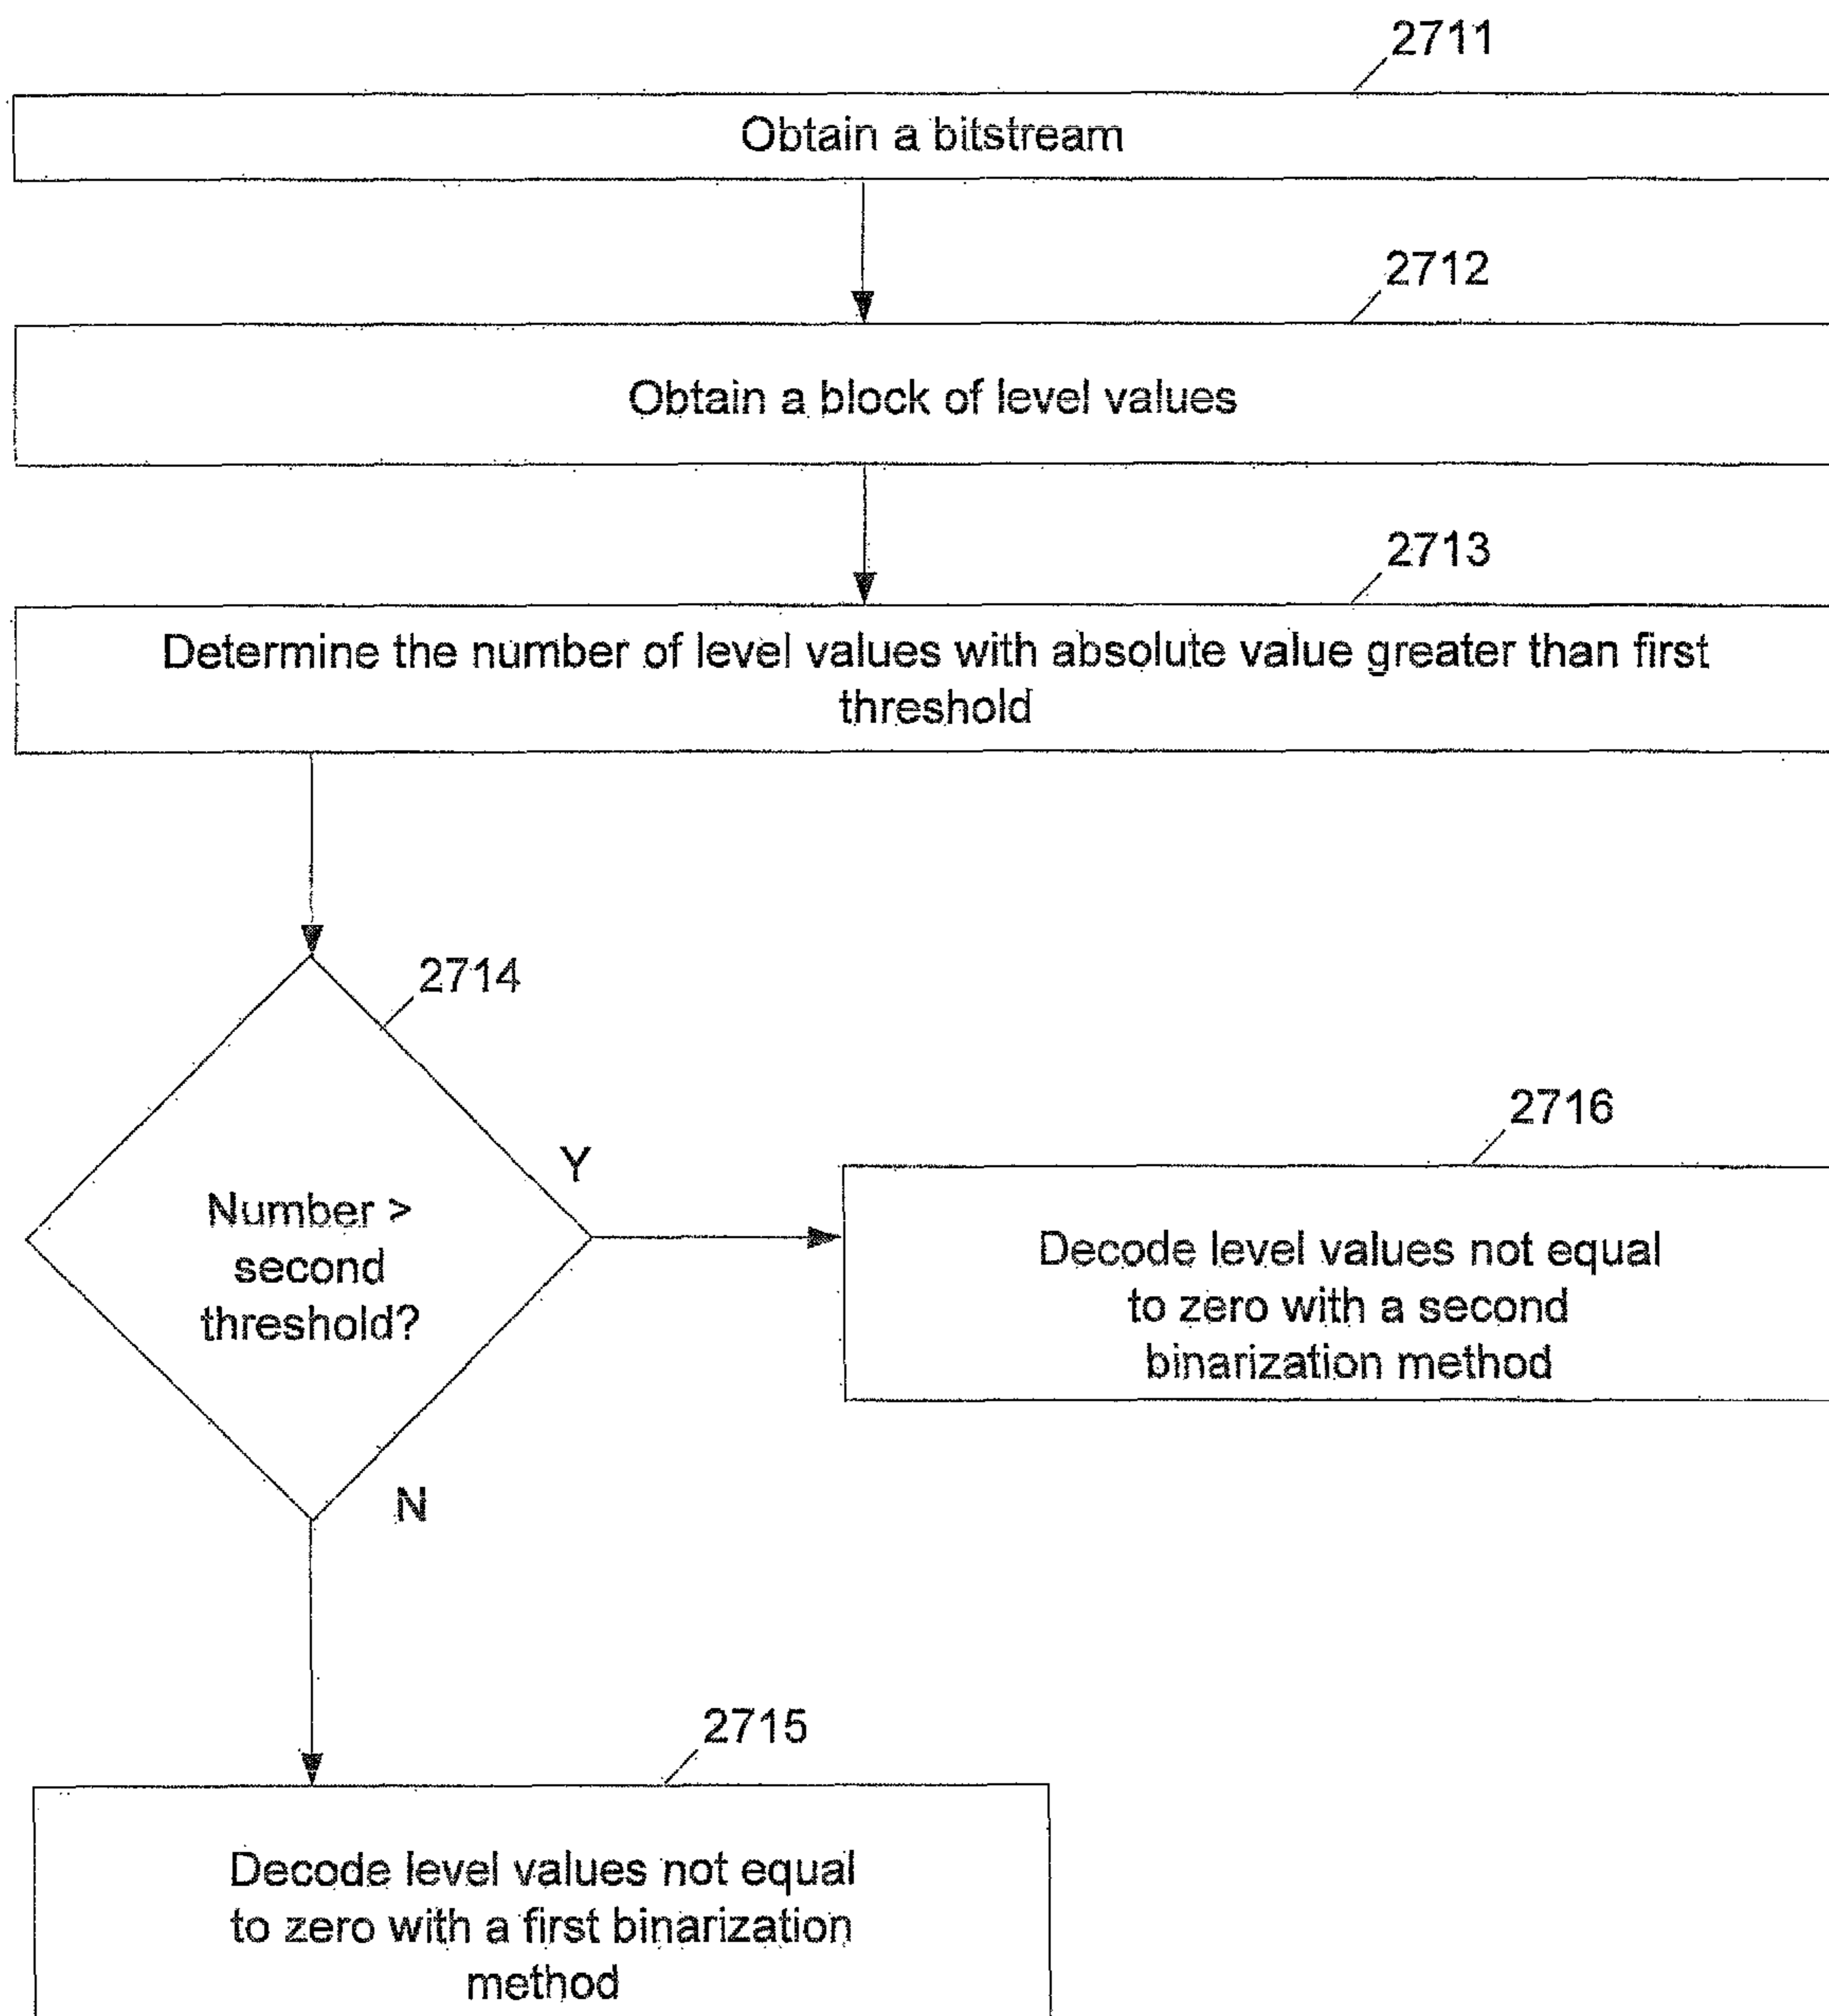 2711
Obtain a bitstream
2712
Obtain a block of level values
2713
Determine the number of level values with absolute value greater than first
threshold
2714
Y
Number >
second
threshold?
N
2716
Decode level values not equal
to zero with a second
binarization method
2715
Decode level values not equal
to zero with a first binarization
method